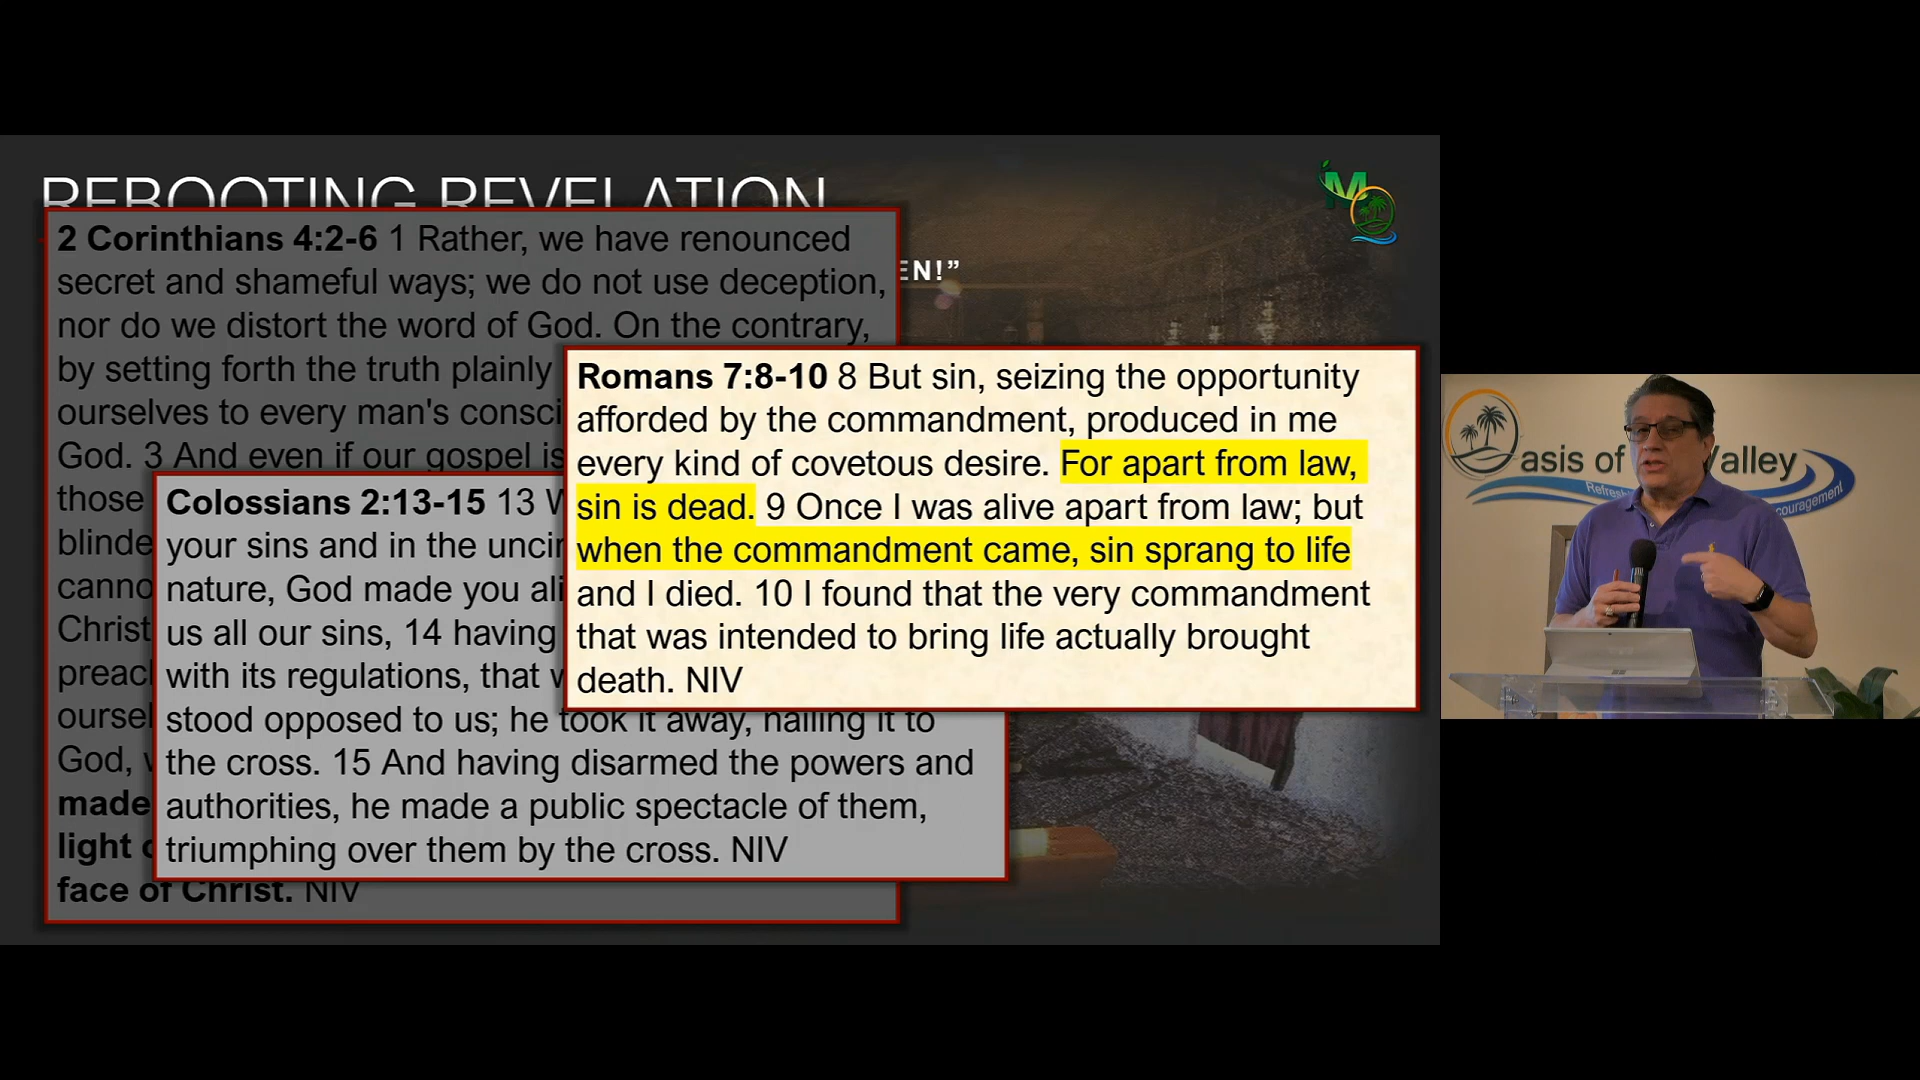 REBOOTING REVELATION
EN!”
2 Corinthians 4:2-6 1 Rather, we have renounced
secret and shameful ways; we do not use deception,
nor do we distort the word of God. On the contrary,
by setting forth the truth plainly
ourselves to every man's consci
God. 3 And even if our gospel is
those
blinde
canno
Christ
preac
oursel
God,
made
light
face of Christ. NIV
Colossians 2:13-15 13
your sins and in the uncir
nature, God made you ali
us all our sins, 14 having
with its regulations, that
stood opposed to us; he took it away, nailing it to
the cross. 15 And having disarmed the powers and
authorities, he made a public spectacle of them,
triumphing over them by the cross. NIV
Romans 7:8-10 8 But sin, seizing the opportunity
afforded by the commandment, produced in me
every kind of covetous desire. For apart from law,
sin is dead. 9 Once I was alive apart from law; but
when the commandment came, sin sprang to life
and I died. 10 I found that the very commandment
that was intended to bring life actually brought
death. NIV
M
asis of Valley
Refresh couragement